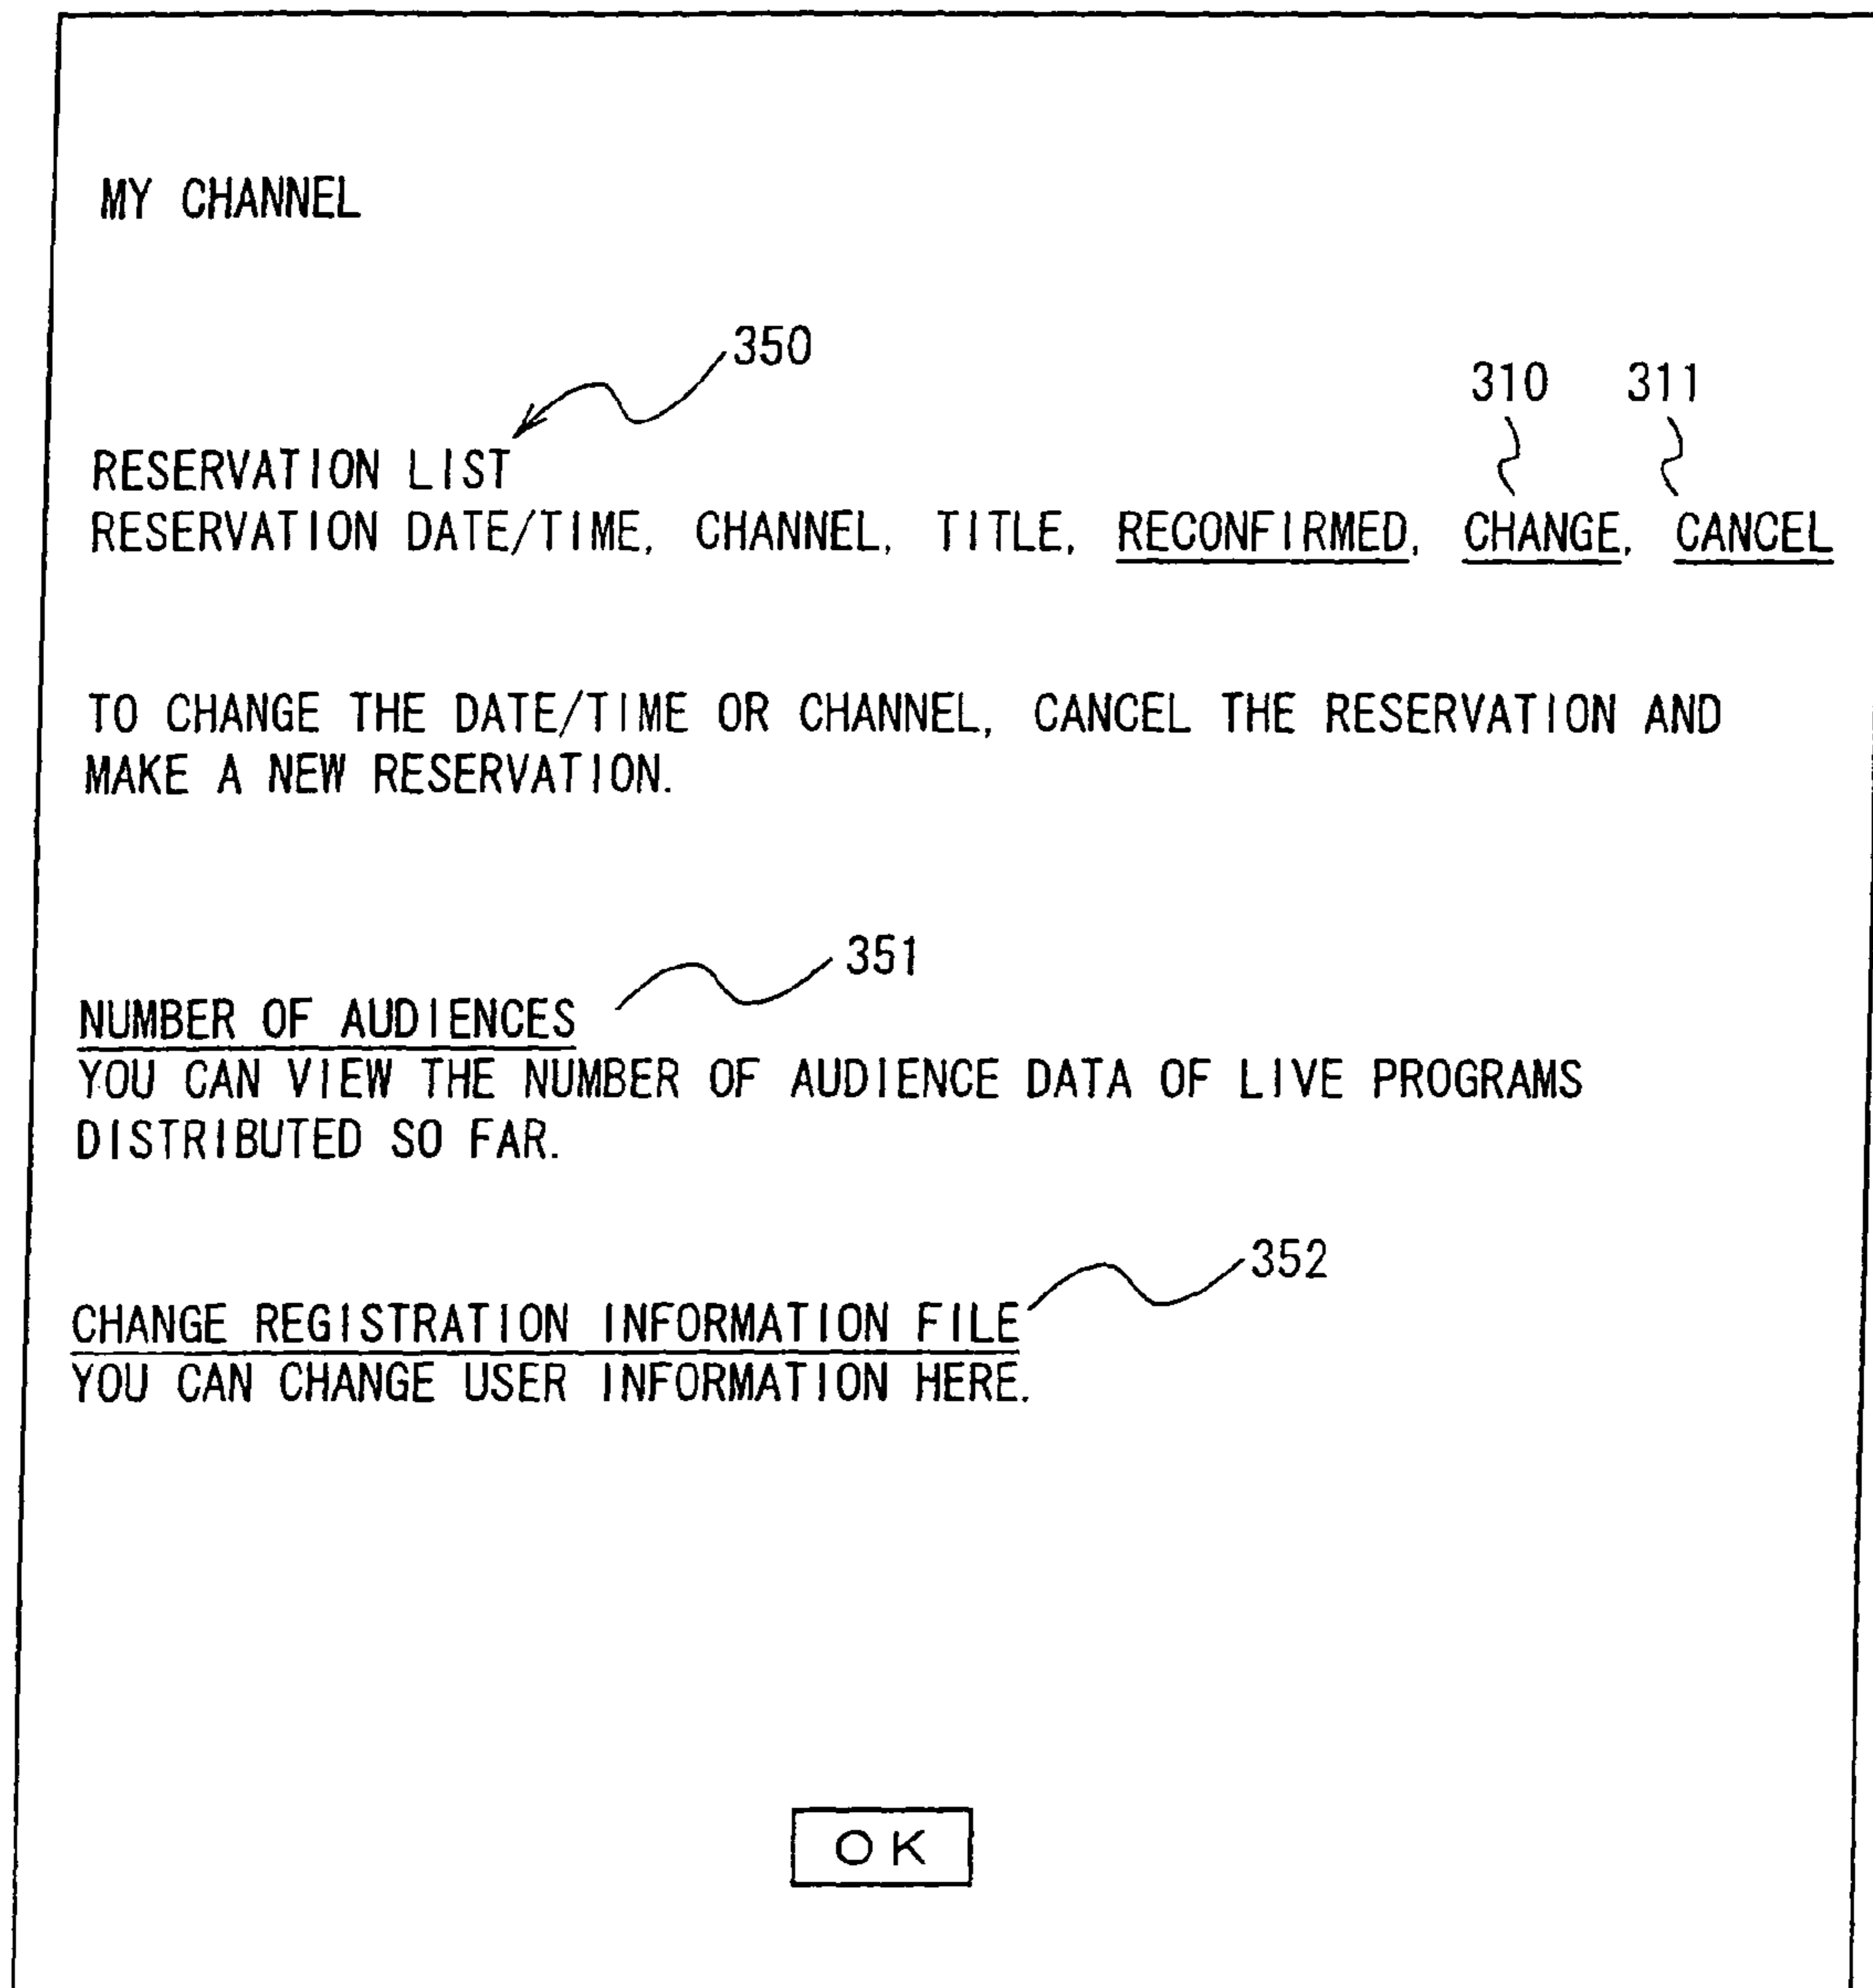 MY CHANNEL
350
310 311
RESERVATION LIST
RESERVATION DATE/TIME, CHANNEL, TITLE, RECONFIRMED, CHANGE, CANCEL
TO CHANGE THE DATE/TIME OR CHANNEL, CANCEL THE RESERVATION AND
MAKE A NEW RESERVATION.
351
NUMBER OF AUDIENCES
YOU CAN VIEW THE NUMBER OF AUDIENCE DATA OF LIVE PROGRAMS
DISTRIBUTED SO FAR.
352
CHANGE REGISTRATION INFORMATION FILE
YOU CAN CHANGE USER INFORMATION HERE.
OK